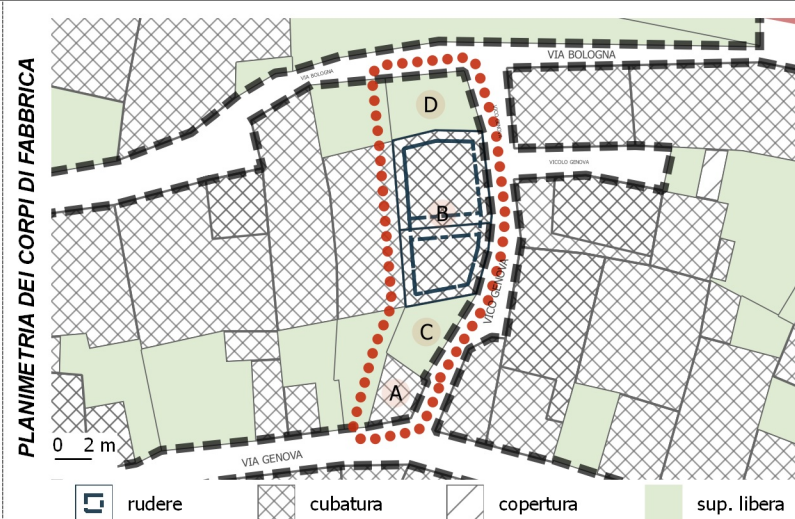 PLANIMETRIA DEI CORPI DI FABBRICA
VIA BOLOGNA
VIA BOLOGNA
D
VICOLO GENOVA
B
VICO GENOVA
C
A
0 2 m
VIA GENOVA
rudere
cubatura
copertura
sup. libera